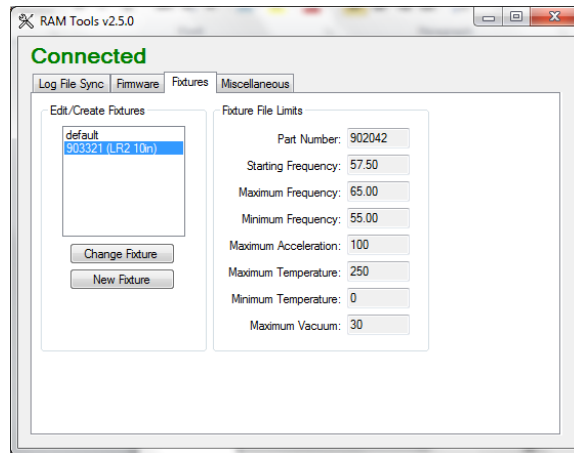 RAM Tools v2.5.0
Connected
Log File Sync
Firmware
Fixtures
Miscellaneous
Edit/Create Fixtures
default
903321 (LR2 10in)
Change Fixture
New Fixture
Fixture File Limits
Part Number: 902042
Starting Frequency: 57.50
Maximum Frequency: 65.00
Minimum Frequency: 55.00
Maximum Acceleration: 100
Maximum Temperature: 250
Minimum Temperature: 0
Maximum Vacuum: 30